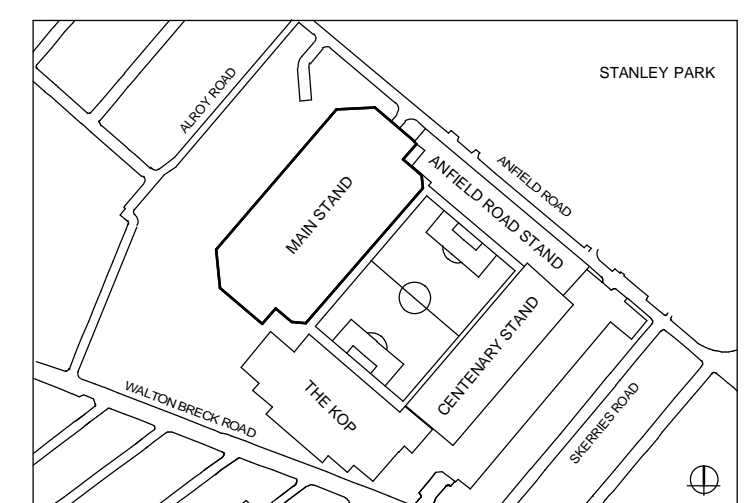 STANLEY PARK
ALROY ROAD
ANFIELD ROAD
ANFIELD ROAD STAND
MAIN STAND
CENTENARY STAND
THE KOP
WALTON BRECK ROAD
SKERRIES ROAD